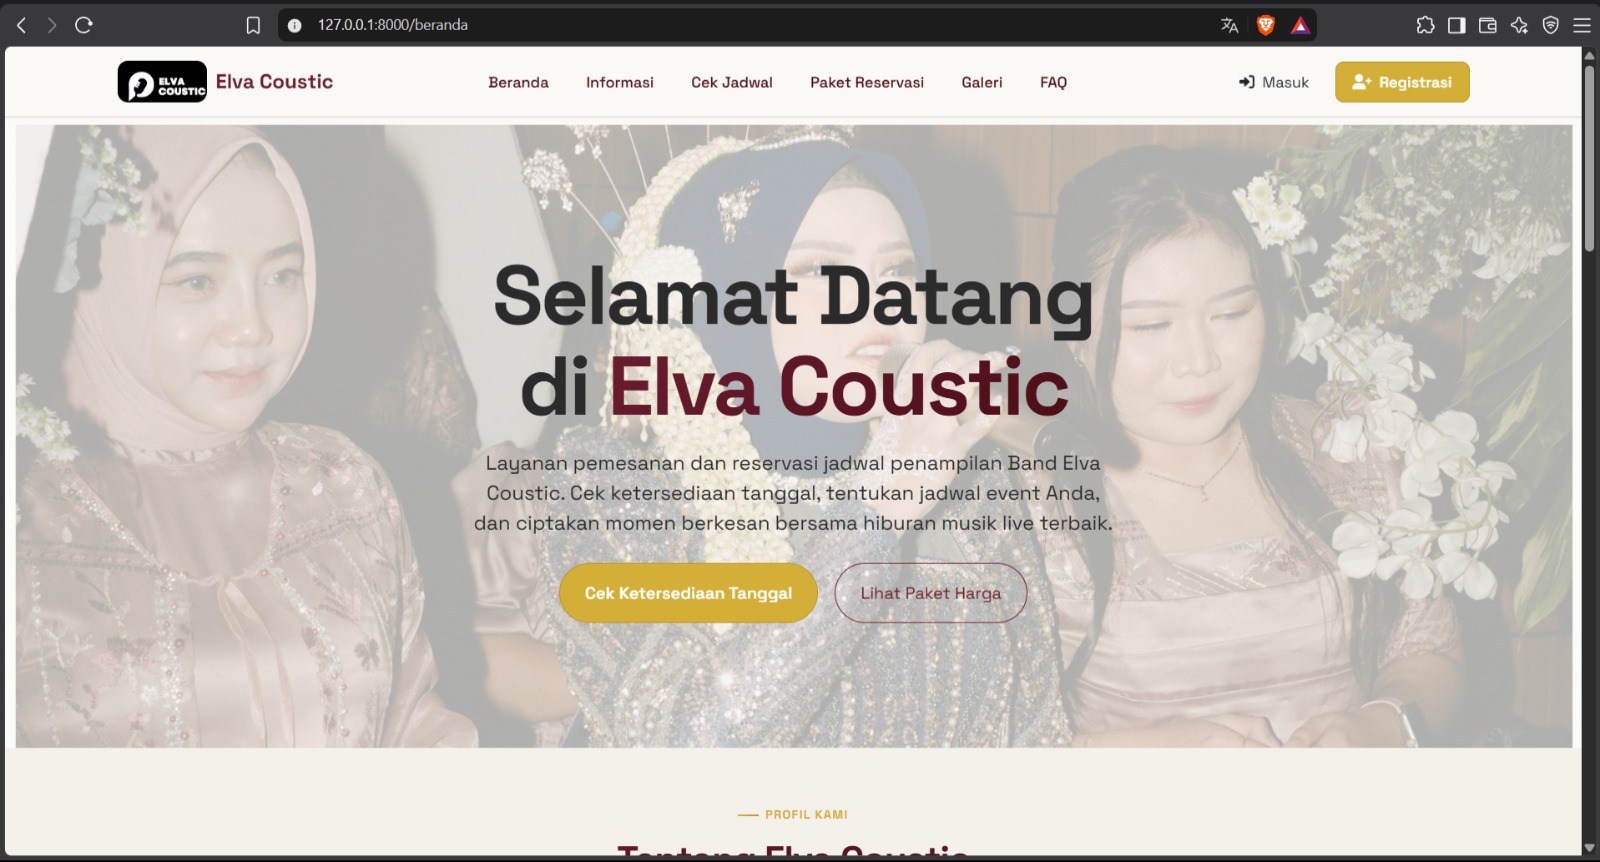 127.0.0.1:8000/beranda
ELVA
COUSTIC
Elva Coustic
Beranda
Informasi
Cek Jadwal
Paket Reservasi
Galeri
FAQ
Masuk
Registrasi
Selamat Datang
di Elva Coustic
Layanan pemesanan dan reservasi jadwal penampilan Band Elva
Coustic. Cek ketersediaan tanggal, tentukan jadwal event Anda,
dan ciptakan momen berkesan bersama hiburan musik live terbaik.
Cek Ketersediaan Tanggal
Lihat Paket Harga
PROFIL KAMI
Tentang Elva Coustic